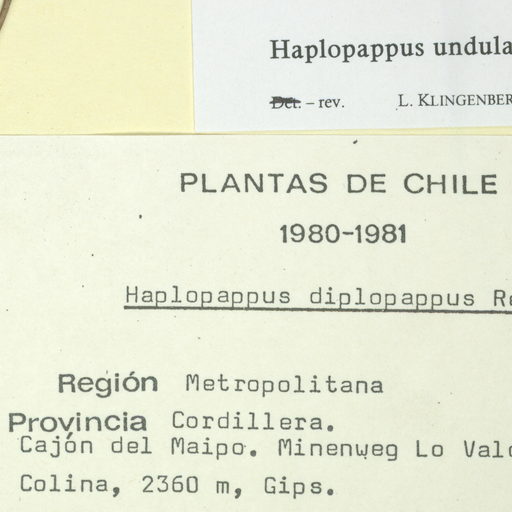 Haplopappus undula
Det. – rev. L. KLINGENBER
PLANTAS DE CHILE
1980-1981
Haplopappus diplopappus Re
Región Metropolitana
Provincia Cordillera.
Cajón del Maipo. Minenweg Lo Vald
Colina, 2360 m, Gips.